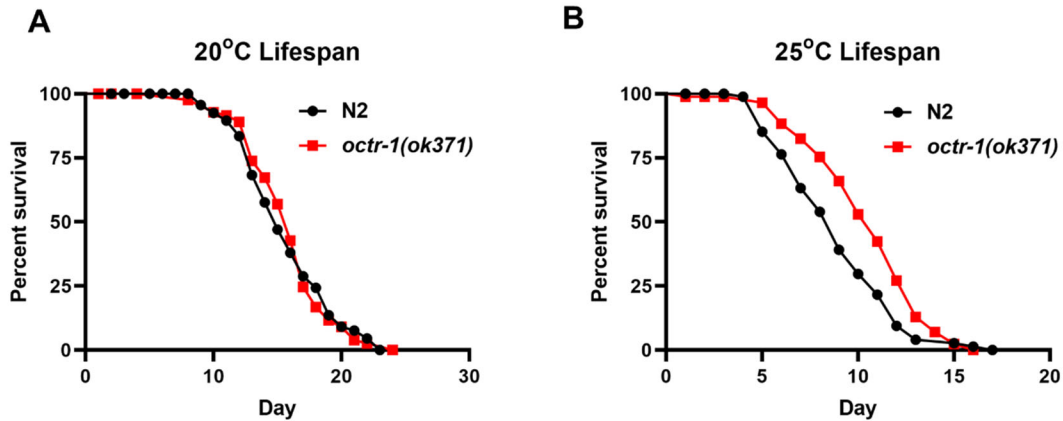 A
20°C Lifespan
Percent survival
100
75
50
25
0
0 10 20 30
Day
N2
octr-1(ok371)
B
25°C Lifespan
Percent survival
100
75
50
25
0
0 5 10 15 20
Day
N2
octr-1(ok371)